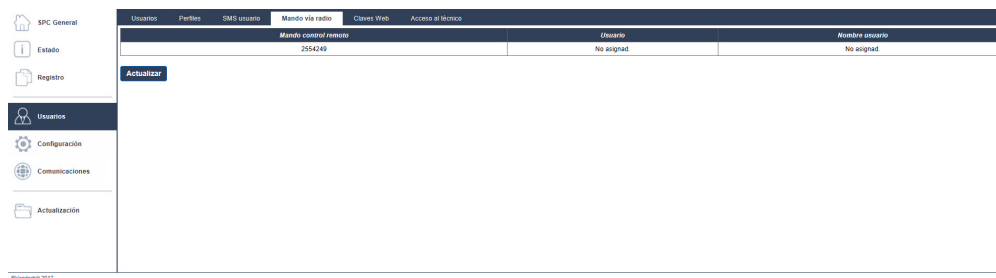 SPC General
Estado
Registro
Usuarios
Configuración
Comunicaciones
Actualización
Usuarios Perfiles SMS usuario Mando vía radio Claves Web Acceso al técnico
Mando control remoto Usuario Nombre usuario
2554249 No asignad. No asignad.
Actualizar